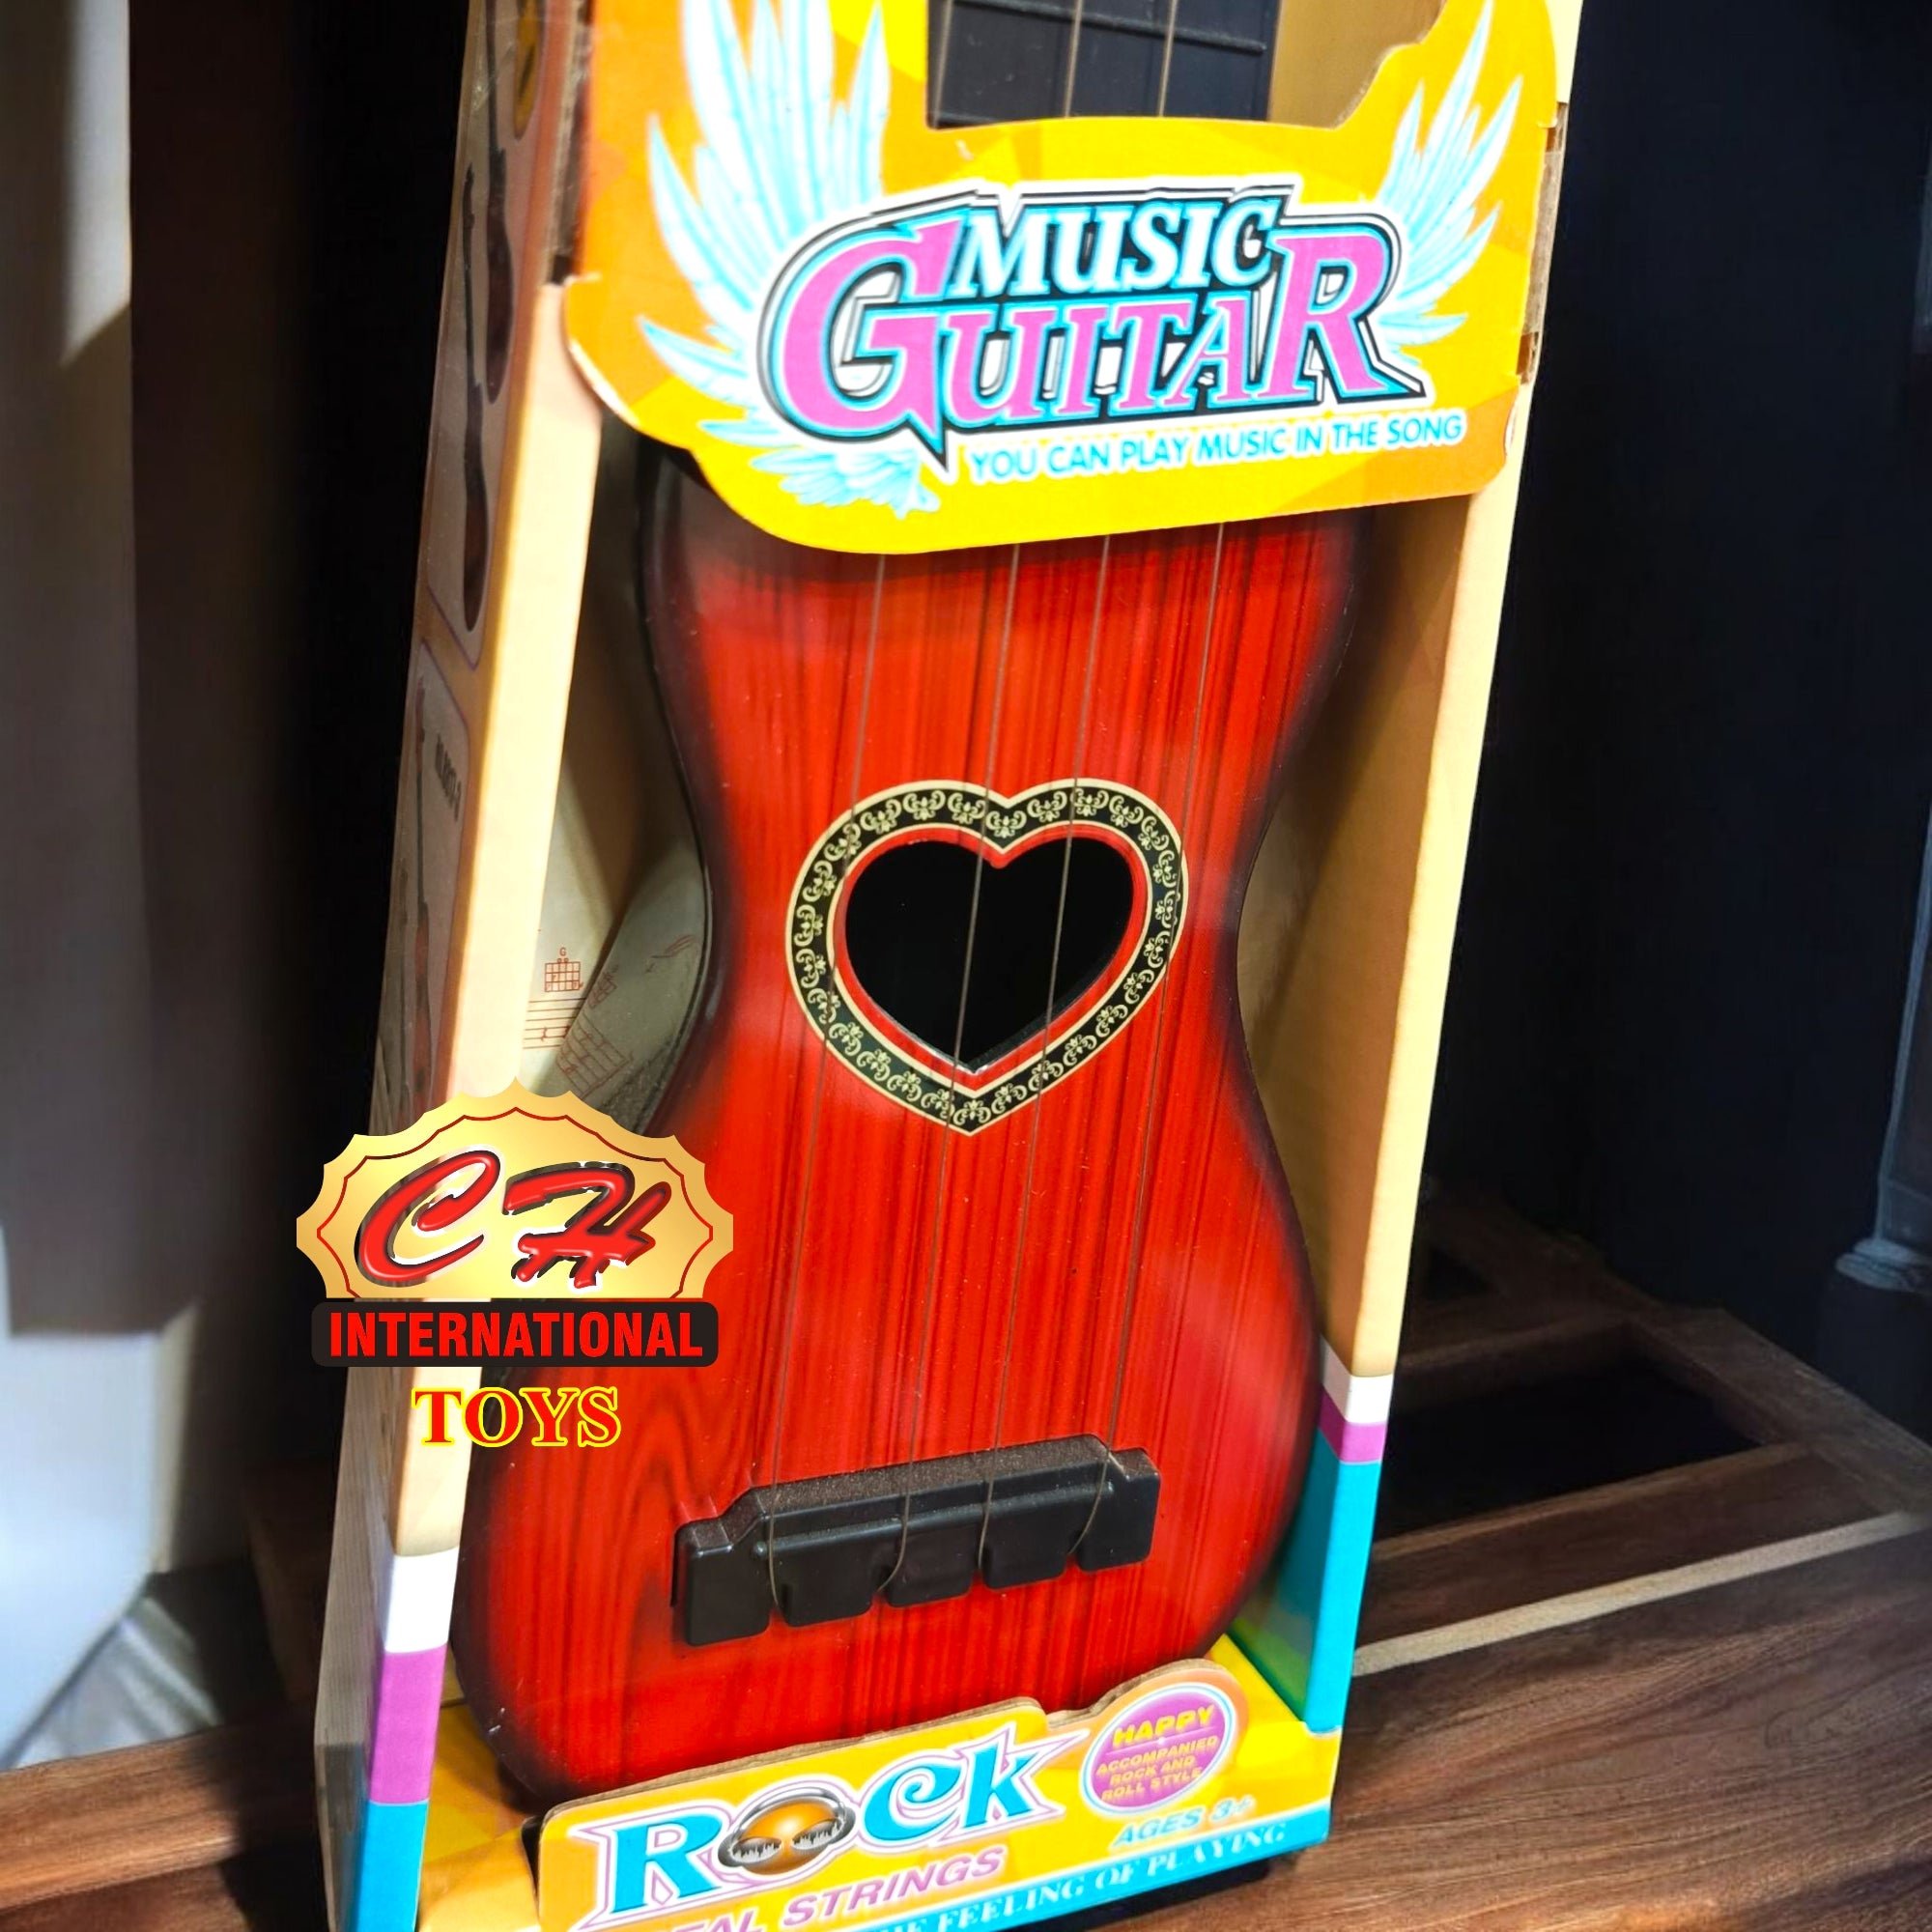 MUSIC
GUITAR
YOU CAN PLAY MUSIC IN THE SONG
G
CH
INTERNATIONAL
TOYS
HAPPY
ACCOMPANIED
ROCK AND
ROLL STYLE
ROCK
AGES 3+
STRINGS
FEELING OF PLAYING